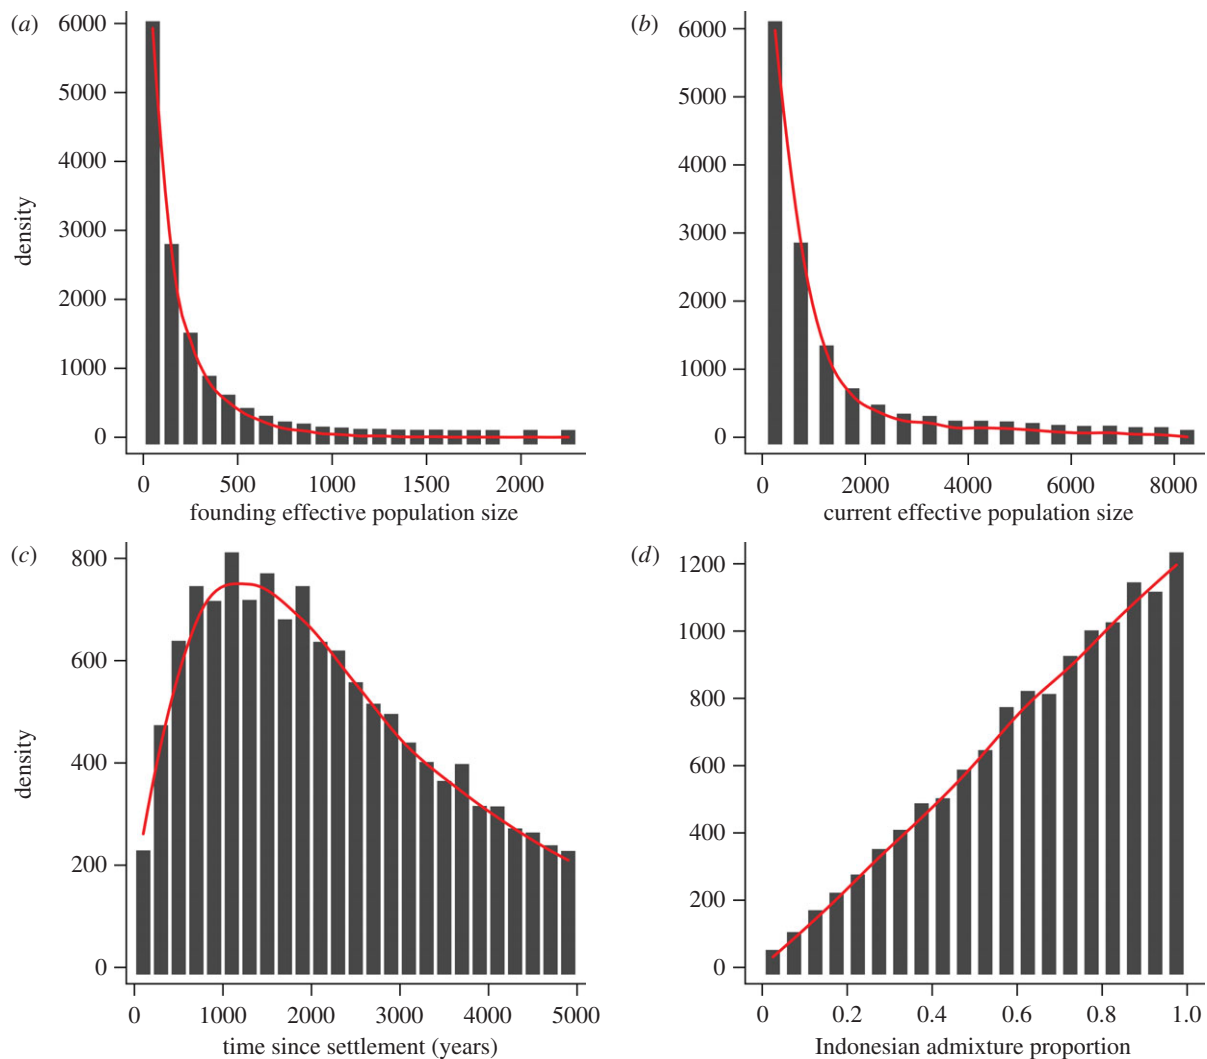 (a)
density
6000
5000
4000
3000
2000
1000
0
0 500 1000 1500 2000
founding effective population size
(b)
6000
5000
4000
3000
2000
1000
0
0 2000 4000 6000 8000
current effective population size
(c)
density
800
600
400
200
0
0 1000 2000 3000 4000 5000
time since settlement (years)
(d)
1200
1000
800
600
400
200
0
0 0.2 0.4 0.6 0.8 1.0
Indonesian admixture proportion